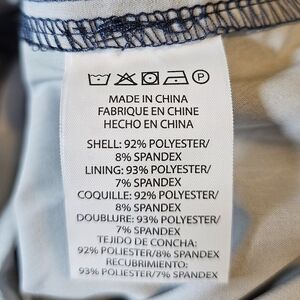 MADE IN CHINA
FABRIQUE EN CHINE
HECHO EN CHINA
SHELL: 92% POLYESTER/
8% SPANDEX
LINING: 93% POLYESTER/
7% SPANDEX
COQUILLE: 92% POLYESTER/
8% SPANDEX
DOUBLURE: 93% POLYESTER/
7% SPANDEX
TEJIDO DE CONCHA:
92% POLIESTER/8% SPANDEX
RECUBRIMIENTO:
93% POLIESTER/7% SPANDEX